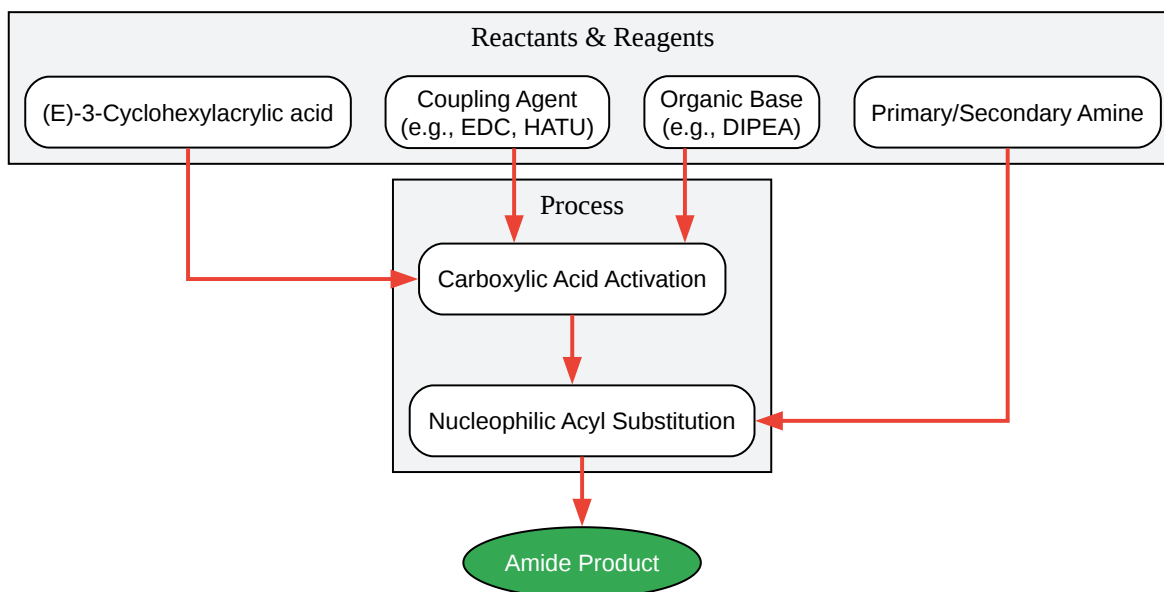 Reactants & Reagents
(E)-3-Cyclohexylacrylic acid
Coupling Agent
(e.g., EDC, HATU)
Organic Base
(e.g., DIPEA)
Primary/Secondary Amine
Process
Carboxylic Acid Activation
Nucleophilic Acyl Substitution
Amide Product